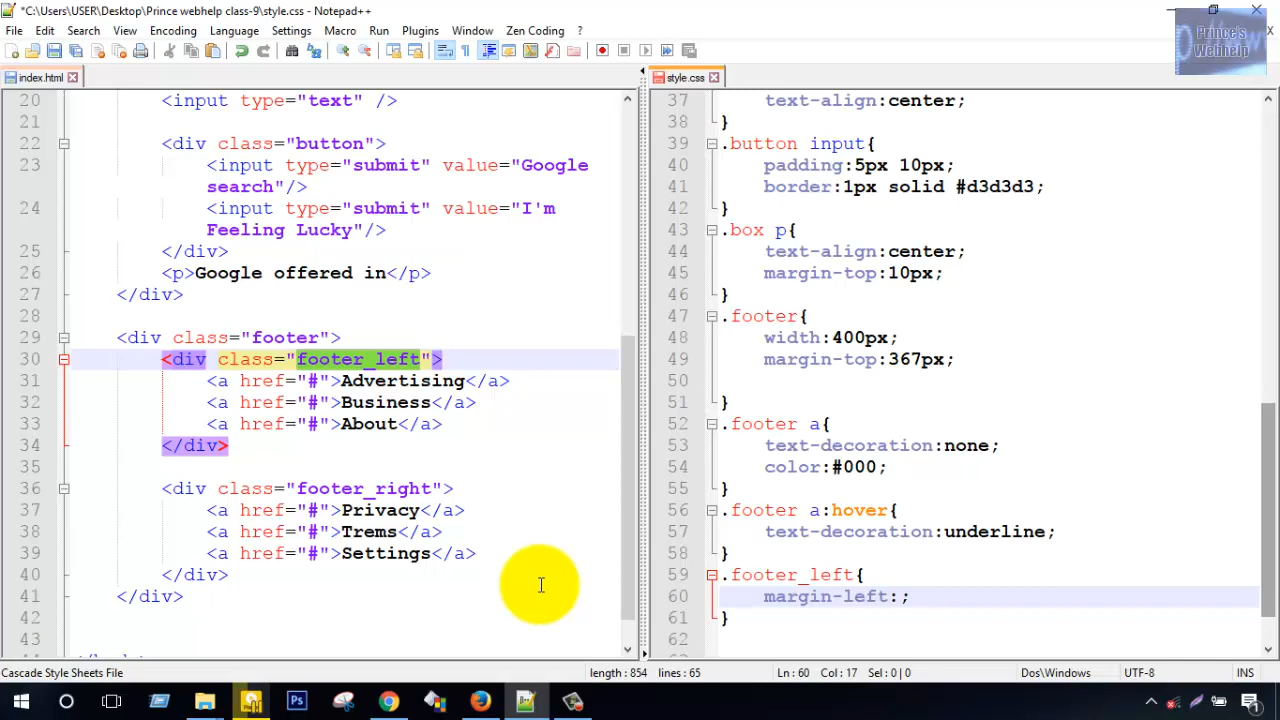 *C:\Users\USER\Desktop\Prince webhelp class-9\style.css - Notepad++
File Edit Search View Encoding Language Settings Macro Run Plugins Window Zen Coding ? X
Prince's
Webhelp
index.html
20 <input type="text" />
21
22 <div class="button">
23 <input type="submit" value="Google
search"/>
24 <input type="submit" value="I'm
Feeling Lucky"/>
25 </div>
26 <p>Google offered in</p>
27 </div>
28
29 <div class="footer">
30 <div class="footer_left">
31 <a href="#">Advertising</a>
32 <a href="#">Business</a>
33 <a href="#">About</a>
34 </div>
35
36 <div class="footer_right">
37 <a href="#">Privacy</a>
38 <a href="#">Trems</a>
39 <a href="#">Settings</a>
40 </div>
41 </div>
42
43
style.css
37 text-align:center;
38 }
39 .button input{
40 padding:5px 10px;
41 border:1px solid #d3d3d3;
42 }
43 .box p{
44 text-align:center;
45 margin-top:10px;
46 }
47 .footer{
48 width:400px;
49 margin-top:367px;
50
51 }
52 .footer a{
53 text-decoration:none;
54 color:#000;
55 }
56 .footer a:hover{
57 text-decoration:underline;
58 }
59 .footer_left{
60 margin-left:;
61 }
62
Cascade Style Sheets File length:854 lines:65 Ln:60 Col:17 Sel:0|0 Dos\Windows UTF-8 INS
Ps
1